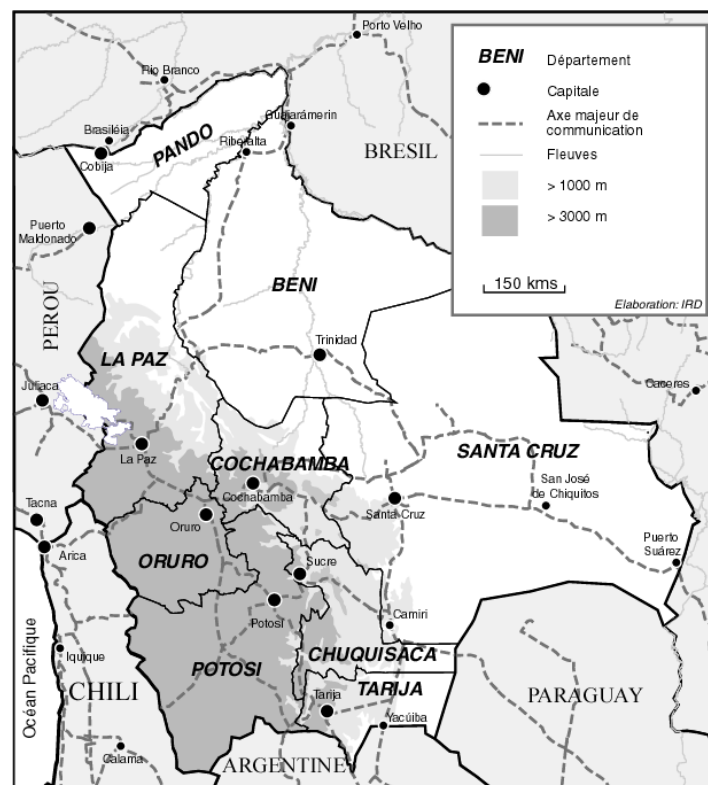 Porto Velho
Rio Branco
Guajarámerin
Brasiléia
PANDO
Riberalta
Cobija
BRESIL
BENI
Département
Capitale
Axe majeur de
communication
Fleuves
> 1000 m
> 3000 m
150 kms
Elaboration: IRD
Puerto
Maldonado
PEROU
BENI
Trinidad
LA PAZ
Juliaca
Caceres
La Paz
COCHABAMBA
Cochabamba
SANTA CRUZ
San José
de Chiquitos
Santa Cruz
Tacna
Oruro
Arica
ORURO
Sucre
Puerto
Suárez
Potosí
Camiri
Océan Pacifique
Iquique
CHUQUISACA
POTOSI
TARIJA
CHILI
Tarija
PARAGUAY
Yacúiba
Calama
ARGENTINE